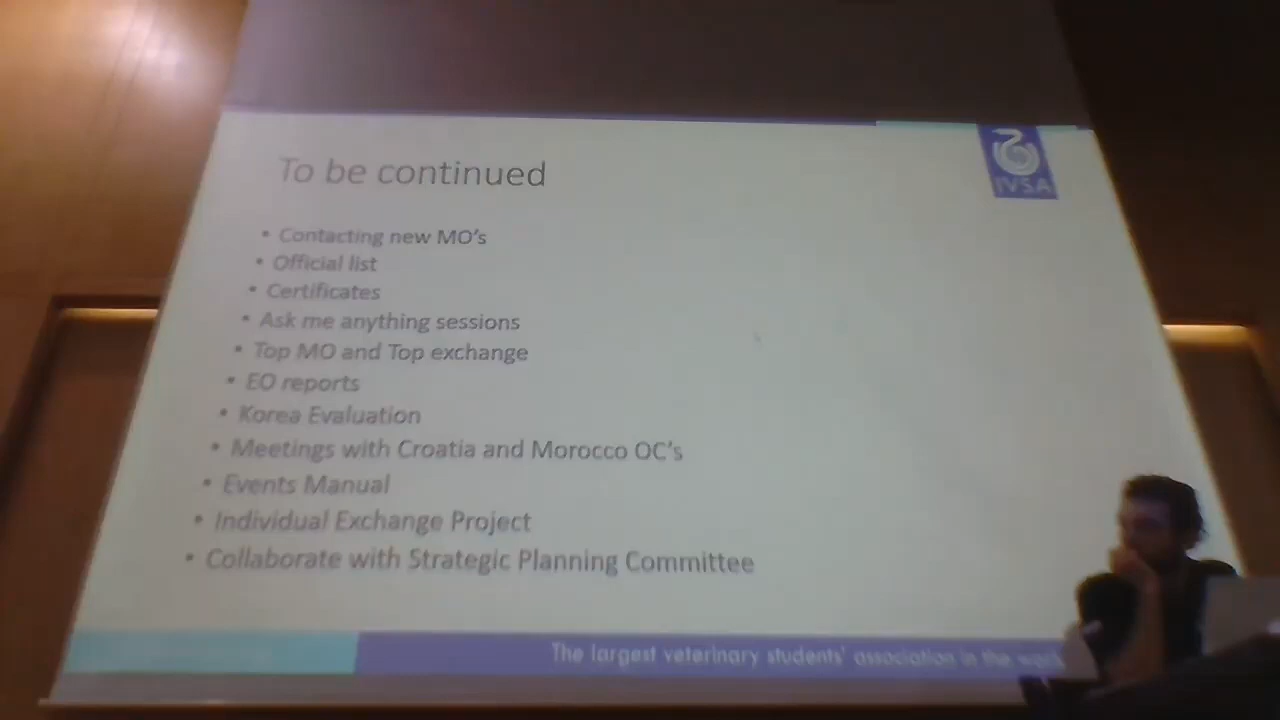 IVSA
To be continued
• Contacting new MO's
• Official list
• Certificates
• Ask me anything sessions
• Top MO and Top exchange
• EO reports
• Korea Evaluation
• Meetings with Croatia and Morocco OC's
• Events Manual
• Individual Exchange Project
• Collaborate with Strategic Planning Committee
The largest veterinary students' association in the